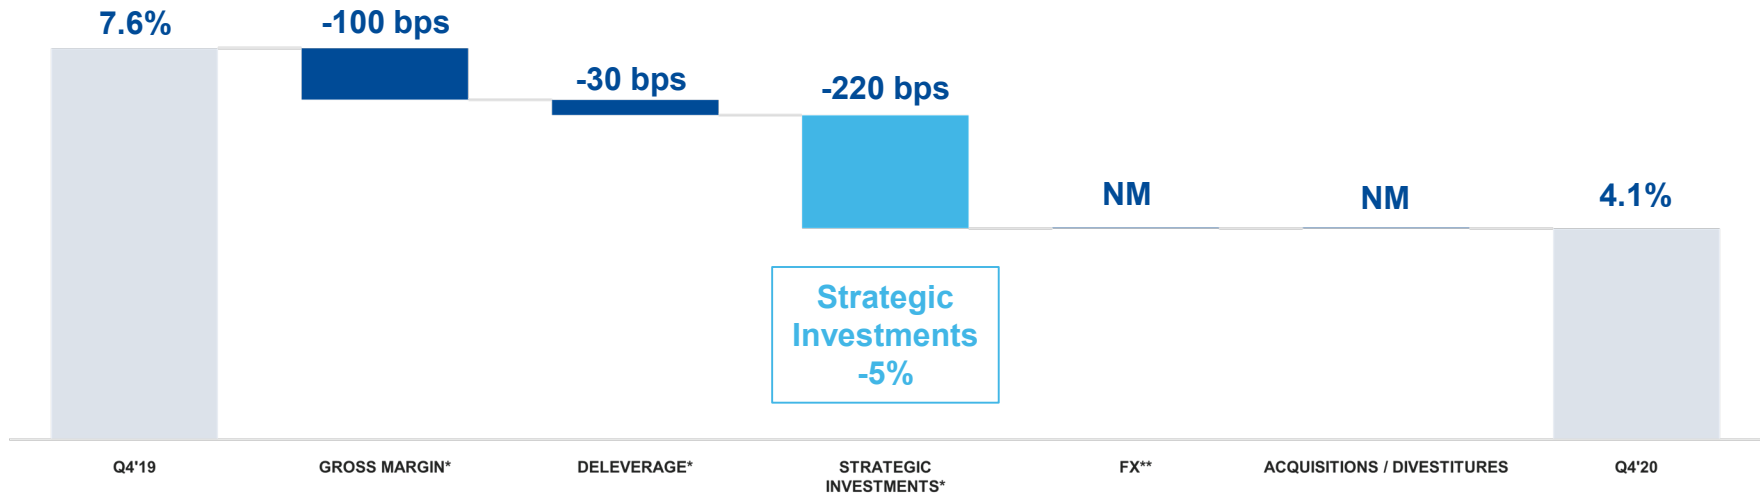 7.6%
-100 bps
-30 bps
-220 bps
NM
NM
4.1%
Strategic
Investments
-5%
Q4'19
GROSS MARGIN*
DELEVERAGE*
STRATEGIC
INVESTMENTS*
FX**
ACQUISITIONS / DIVESTITURES
Q4'20